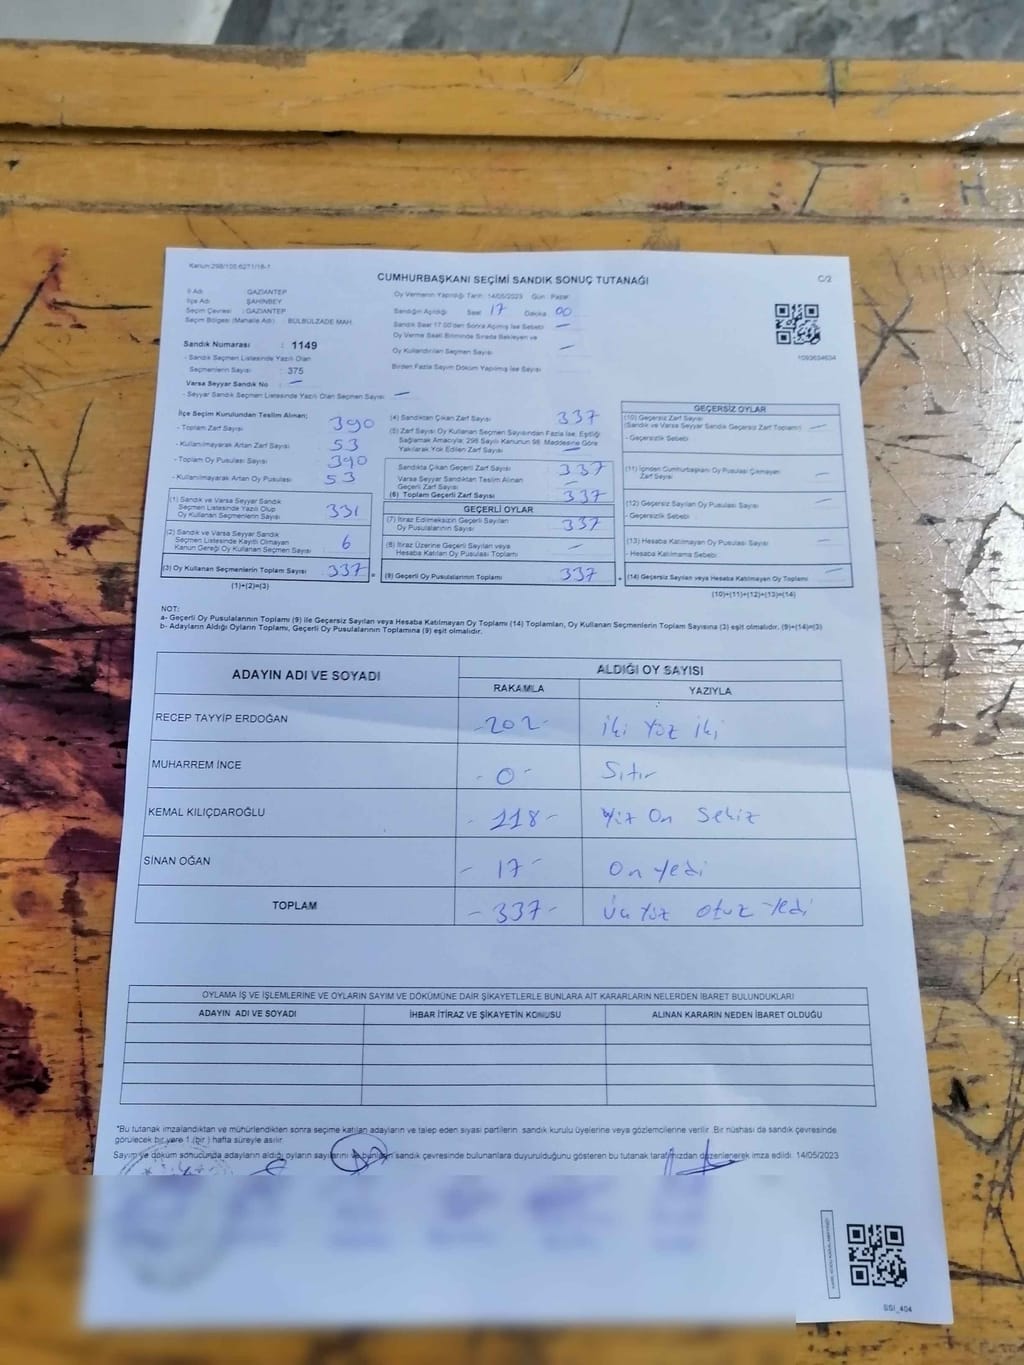 Kanun:298/105;6271/16-1
CUMHURBAŞKANI SEÇİMİ SANDIK SONUÇ TUTANAĞI
C/2
İl Adı : GAZİANTEP
İlçe Adı : ŞAHİNBEY
Seçim Çevresi : GAZİANTEP
Seçim Bölgesi (Mahalle Adı) : BÜLBÜLZADE MAH.
Oy Vermenin Yapıldığı Tarih: 14/05/2023 Gün: Pazar
Sandığın Açıldığı Saat 17 Dakika 00
Sandık Saat 17.00'den Sonra Açılmış İse Sebebi —
Oy Verme Saati Bitiminde Sırada Bekleyen ve
Oy Kullandırılan Seçmen Sayısı —
Birden Fazla Sayım Döküm Yapılmış İse Sayısı
1093634634
Sandık Numarası : 1149
- Sandık Seçmen Listesinde Yazılı Olan
Seçmenlerin Sayısı : 375
Varsa Seyyar Sandık No —
- Seyyar Sandık Seçmen Listesinde Yazılı Olan Seçmen Sayısı : —
İlçe Seçim Kurulundan Teslim Alınan:
- Toplam Zarf Sayısı 390
- Kullanılmayarak Artan Zarf Sayısı 53
- Toplam Oy Pusulası Sayısı 390
- Kullanılmayarak Artan Oy Pusulası 53
(1) Sandık ve Varsa Seyyar Sandık
Seçmen Listesinde Yazılı Olup
Oy Kullanan Seçmenlerin Sayısı 331
(2) Sandık ve Varsa Seyyar Sandık
Seçmen Listesinde Kayıtlı Olmayan
Kanun Gereği Oy Kullanan Seçmen Sayısı 6
(3) Oy Kullanan Seçmenlerin Toplam Sayısı 337 =
(1)+(2)=(3)
(4) Sandıktan Çıkan Zarf Sayısı 337
(5) Zarf Sayısı Oy Kullanan Seçmen Sayısından Fazla İse, Eşitliği
Sağlamak Amacıyla; 298 Sayılı Kanunun 98. Maddesine Göre
Yakılarak Yok Edilen Zarf Sayısı —
Sandıkta Çıkan Geçerli Zarf Sayısı 337
Varsa Seyyar Sandıktan Teslim Alınan
Geçerli Zarf Sayısı —
(6) Toplam Geçerli Zarf Sayısı 337
GEÇERLİ OYLAR
(7) İtiraz Edilmeksizin Geçerli Sayılan
Oy Pusulalarının Sayısı 337
(8) İtiraz Üzerine Geçerli Sayılan veya
Hesaba Katılan Oy Pusulası Toplamı —
(9) Geçerli Oy Pusulalarının Toplamı 337 +
GEÇERSİZ OYLAR
(10) Geçersiz Zarf Sayısı
(Sandık ve Varsa Seyyar Sandık Geçersiz Zarf Toplamı) —
- Geçersizlik Sebebi
(11) İçinden Cumhurbaşkanı Oy Pusulası Çıkmayan
Zarf Sayısı —
(12) Geçersiz Sayılan Oy Pusulası Sayısı —
- Geçersizlik Sebebi
(13) Hesaba Katılmayan Oy Pusulası Sayısı —
- Hesaba Katılmama Sebebi
(14) Geçersiz Sayılan veya Hesaba Katılmayan Oy Toplamı —
(10)+(11)+(12)+(13)=(14)
NOT:
a- Geçerli Oy Pusulalarının Toplamı (9) ile Geçersiz Sayılan veya Hesaba Katılmayan Oy Toplamı (14) Toplamları, Oy Kullanan Seçmenlerin Toplam Sayısına (3) eşit olmalıdır. (9)+(14)=(3)
b- Adayların Aldığı Oyların Toplamı, Geçerli Oy Pusulalarının Toplamına (9) eşit olmalıdır.
ADAYIN ADI VE SOYADI ALDIĞI OY SAYISI
RAKAMLA YAZIYLA
RECEP TAYYİP ERDOĞAN -202- İki Yüz İki
MUHARREM İNCE -0- Sıfır
KEMAL KILIÇDAROĞLU -118- Yüz On Sekiz
SİNAN OĞAN -17- On Yedi
TOPLAM -337- Üç Yüz Otuz Yedi
OYLAMA İŞ VE İŞLEMLERİNE VE OYLARIN SAYIM VE DÖKÜMÜNE DAİR ŞİKAYETLERLE BUNLARA AİT KARARLARIN NELERDEN İBARET BULUNDUKLARI
ADAYIN ADI VE SOYADI İHBAR İTİRAZ VE ŞİKAYETİN KONUSU ALINAN KARARIN NEDEN İBARET OLDUĞU
*Bu tutanak imzalandıktan ve mühürlendikten sonra seçime katılan adayların ve talep eden siyasi partilerin sandık kurulu üyelerine veya gözlemcilerine verilir. Bir nüshası da sandık çevresinde
görülecek bir yere 1 (bir ) hafta süreyle asılır.
Sayım ve döküm sonucunda adayların aldığı oyların sayılarını ve bunların sandık çevresinde bulunanlara duyurulduğunu gösteren bu tutanak tarafımızdan düzenlenerek imza edildi. 14/05/2023
SSI_404